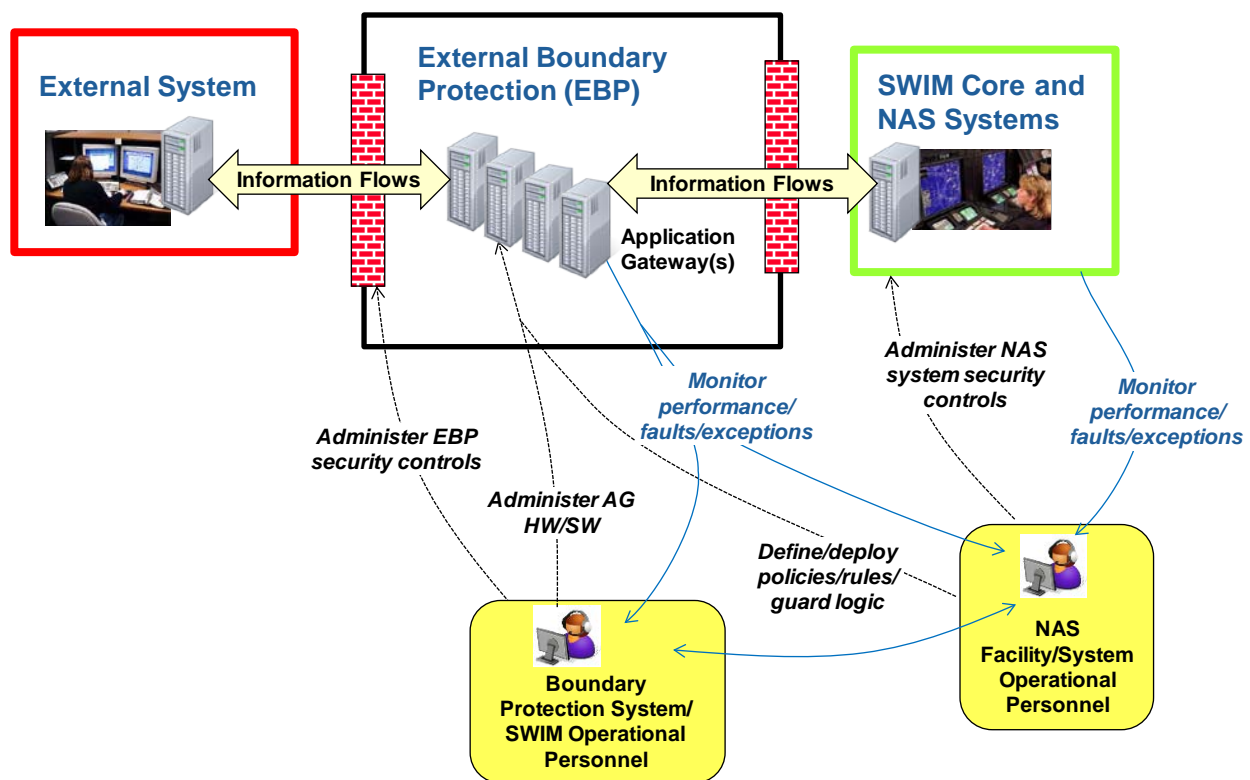 External System
External Boundary
Protection (EBP)
SWIM Core and
NAS Systems
Information Flows
Information Flows
Application
Gateway(s)
Administer EBP
security controls
Administer AG
HW/SW
Monitor
performance/
faults/exceptions
Define/deploy
policies/rules/
guard logic
Administer NAS
system security
controls
Monitor
performance/
faults/exceptions
Boundary
Protection System/
SWIM Operational
Personnel
NAS
Facility/System
Operational
Personnel